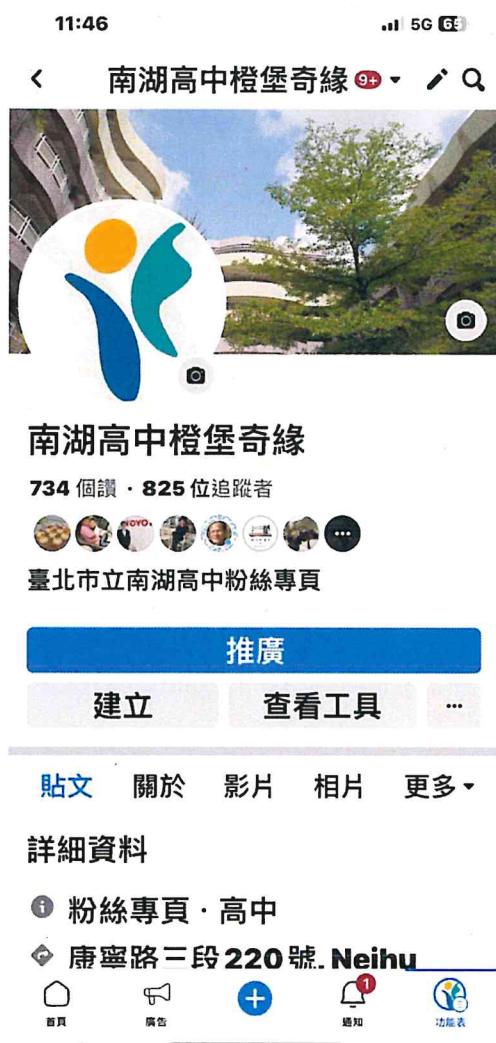 11:46
5G 65
南湖高中橙堡奇緣 9+
南湖高中橙堡奇緣
734 個讚 · 825 位追蹤者
臺北市立南湖高中粉絲專頁
推廣
建立 查看工具 ...
貼文 關於 影片 相片 更多
詳細資料
粉絲專頁 · 高中
康寧路三段220號, Neihu
1
首頁 廣告 通知 功能表